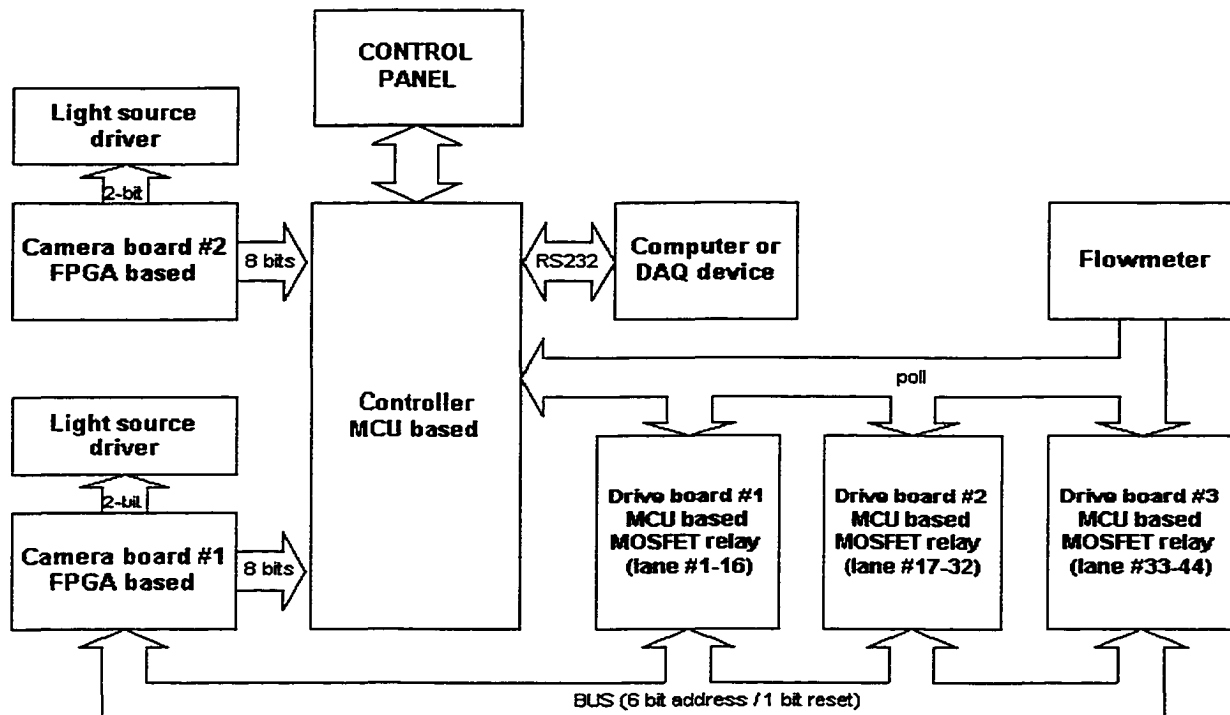 CONTROL
PANEL
Light source
driver
2-bit
Camera board #2
FPGA based
8 bits
RS232
Computer or
DAQ device
Flowmeter
poll
Controller
MCU based
Light source
driver
2-bit
Camera board #1
FPGA based
8 bits
Drive board #1
MCU based
MOSFET relay
(lane #1-16)
Drive board #2
MCU based
MOSFET relay
(lane #17-32)
Drive board #3
MCU based
MOSFET relay
(lane #33-44)
BUS (6 bit address / 1 bit reset)